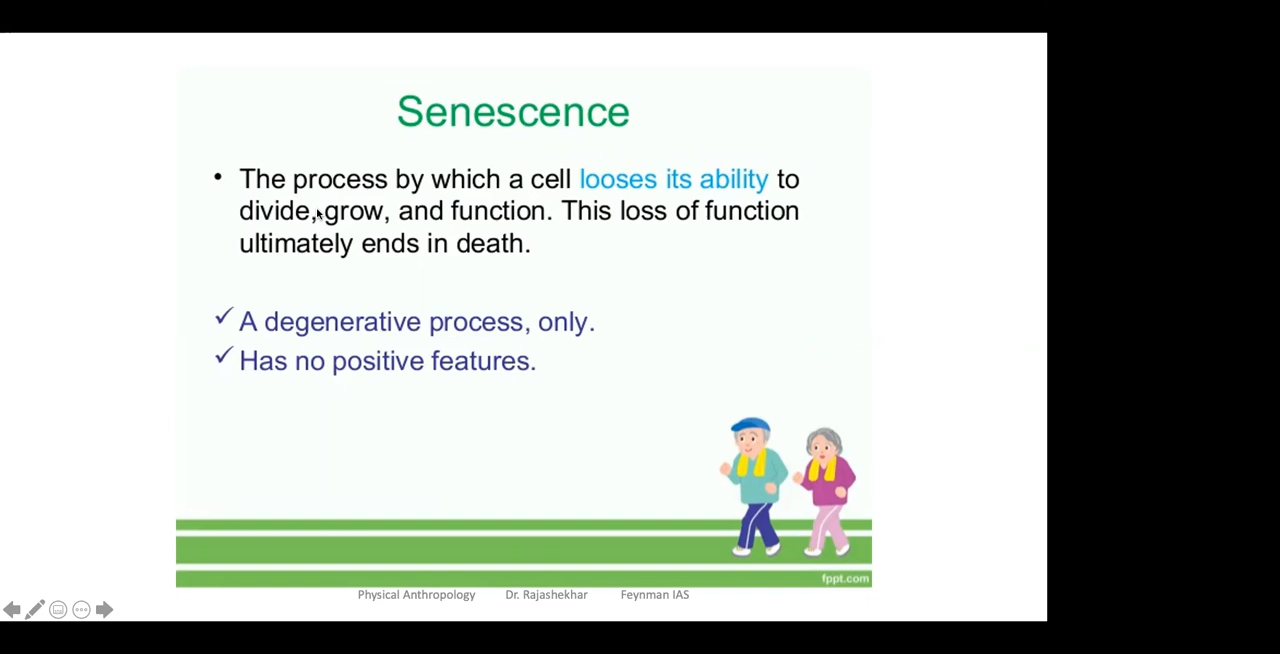 Senescence
• The process by which a cell looses its ability to
divide, grow, and function. This loss of function
ultimately ends in death.
✓ A degenerative process, only.
✓ Has no positive features.
fppt.com
Physical Anthropology Dr. Rajashekhar Feynman IAS